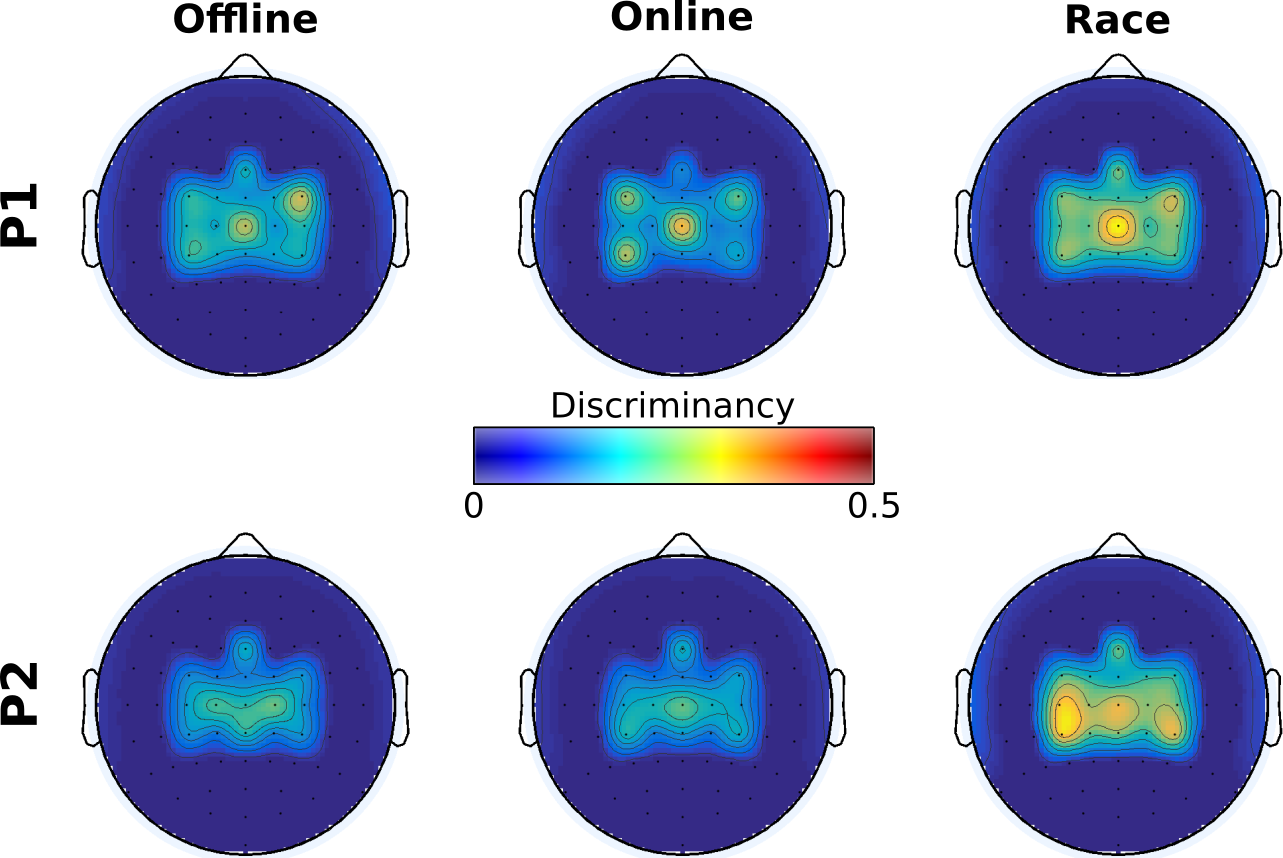 Offline Online Race
P1
Discriminancy
0 0.5
P2